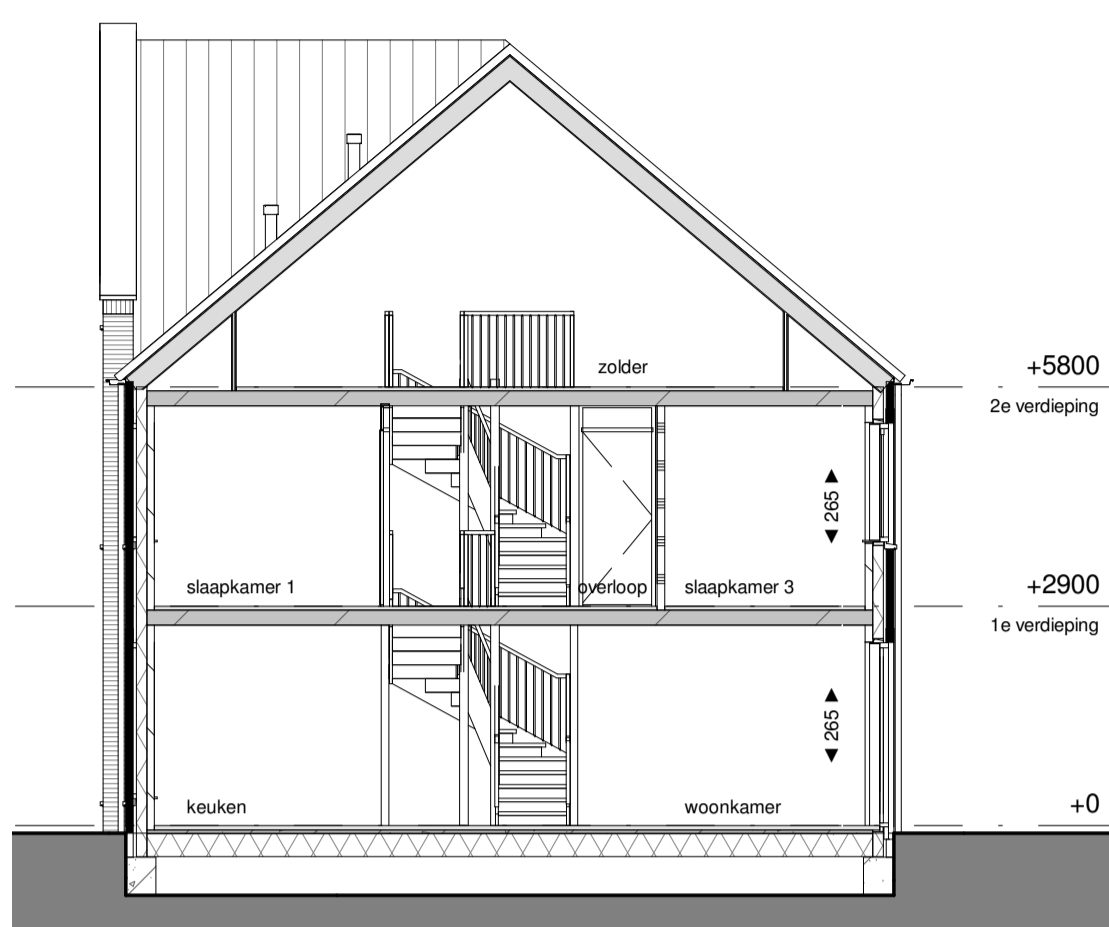 zolder
+5800
2e verdieping
◀ 265 ▶
slaapkamer 1
overloop
slaapkamer 3
+2900
1e verdieping
◀ 265 ▶
keuken
woonkamer
+0